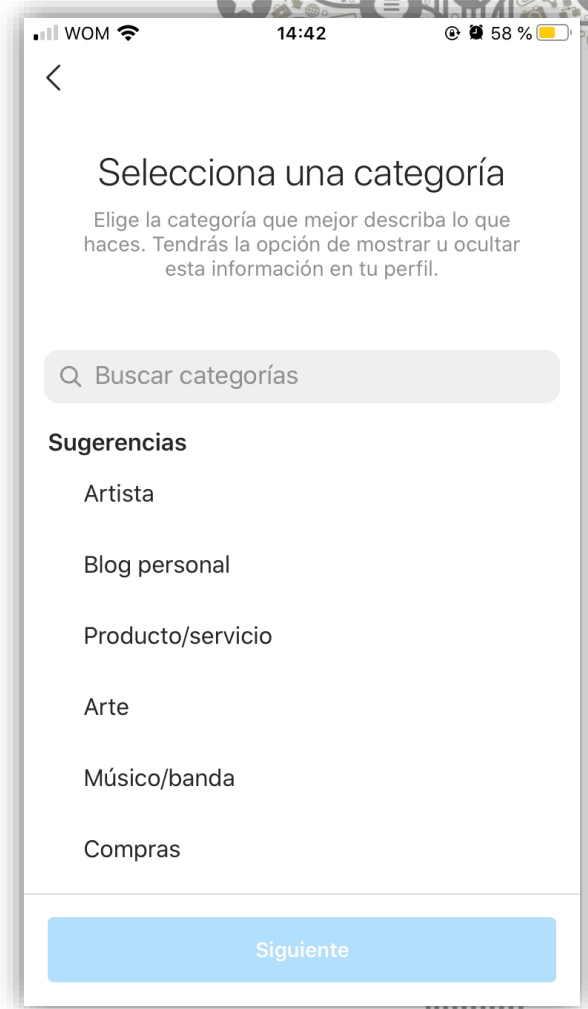 WOM 14:42 58 %
Selecciona una categoría
Elige la categoría que mejor describa lo que
haces. Tendrás la opción de mostrar u ocultar
esta información en tu perfil.
Buscar categorías
Sugerencias
Artista
Blog personal
Producto/servicio
Arte
Músico/banda
Compras
Siguiente